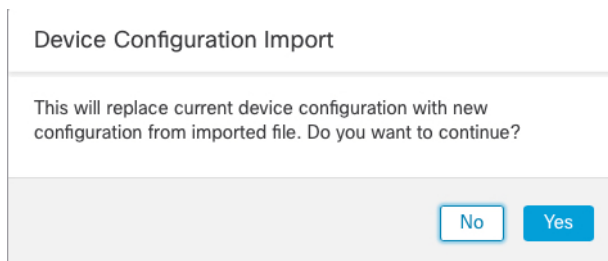 Device Configuration Import
This will replace current device configuration with new
configuration from imported file. Do you want to continue?
No
Yes